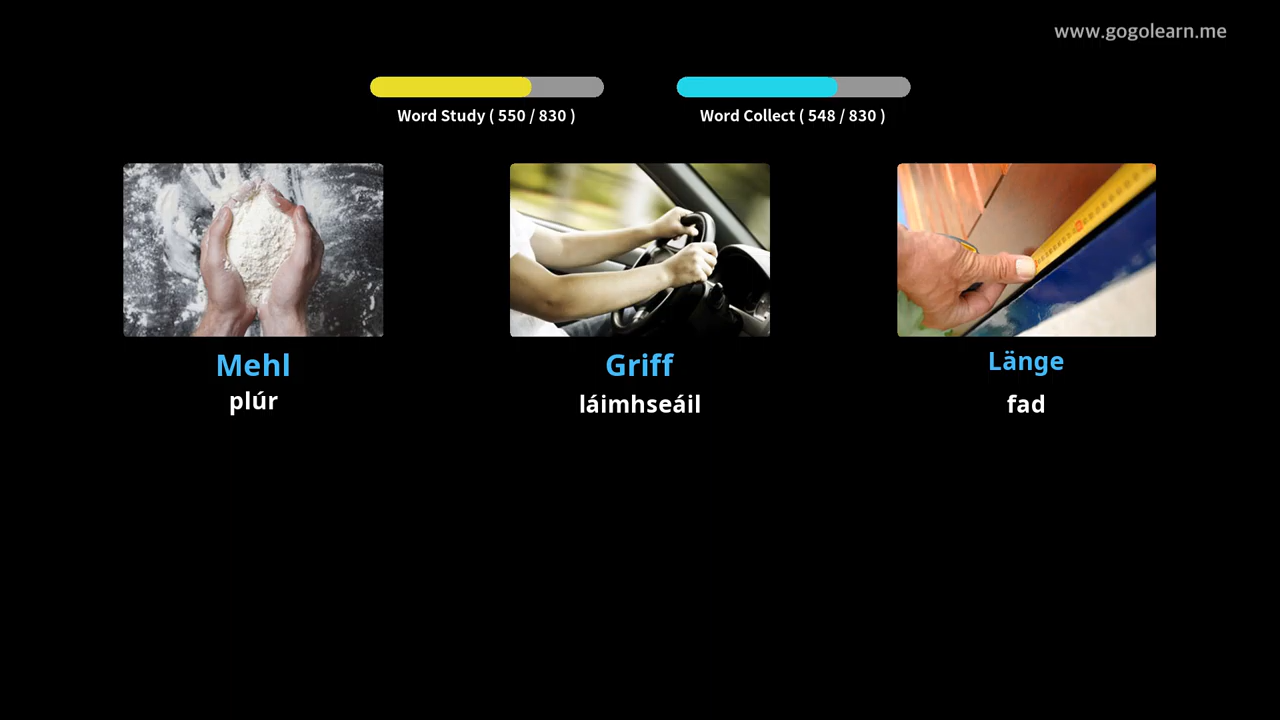 www.gogolearn.me
Word Study ( 550 / 830 )
Word Collect ( 548 / 830 )
Mehl
plúr
Griff
láimhseáil
Länge
fad